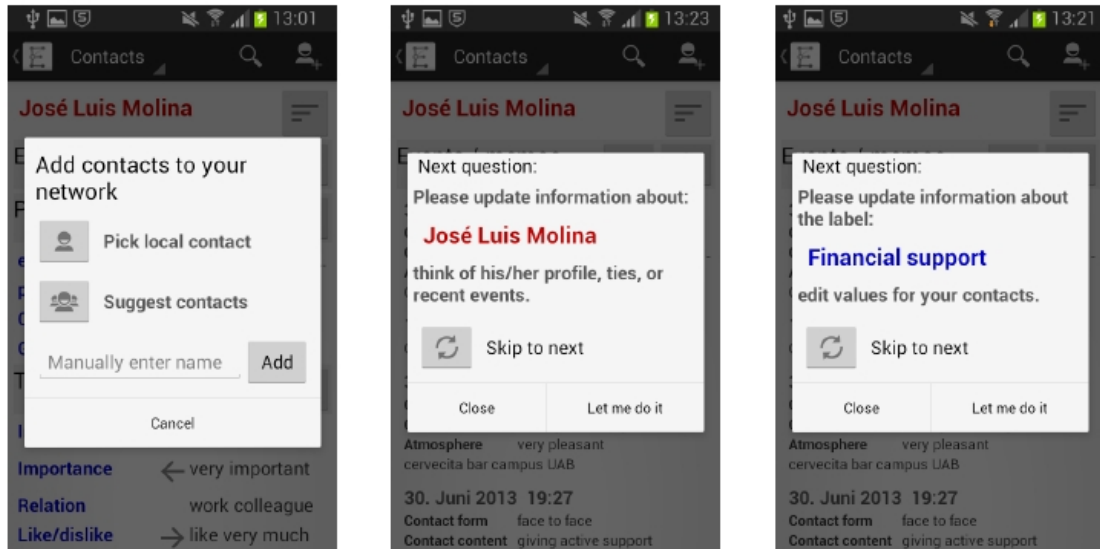 13:01
Contacts
José Luis Molina
Add contacts to your
network
Pick local contact
Suggest contacts
Manually enter name
Add
Cancel
Importance
very important
Relation
work colleague
Like/dislike
like very much
13:23
Contacts
José Luis Molina
Next question:
Please update information about:
José Luis Molina
think of his/her profile, ties, or
recent events.
Skip to next
Close
Let me do it
Atmosphere very pleasant
cervecita bar campus UAB
30. Juni 2013 19:27
Contact form face to face
Contact content giving active support
13:21
Contacts
José Luis Molina
Next question:
Please update information about
the label:
Financial support
edit values for your contacts.
Skip to next
Close
Let me do it
Atmosphere very pleasant
cervecita bar campus UAB
30. Juni 2013 19:27
Contact form face to face
Contact content giving active support